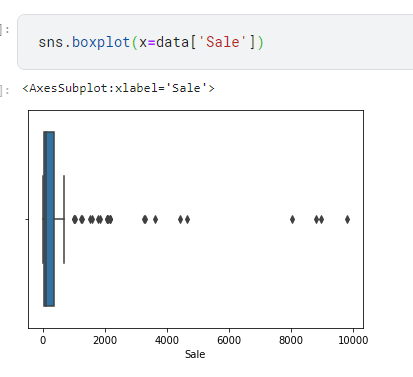 ]:
sns.boxplot(x=data['Sale'])
]:
<AxesSubplot:xlabel='Sale'>
0 2000 4000 6000 8000 10000
Sale